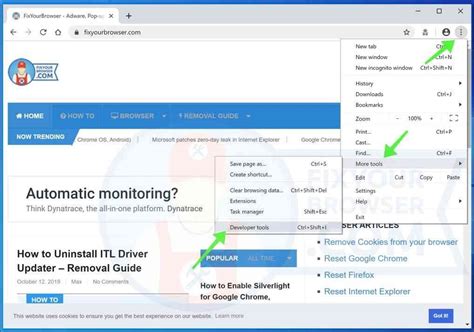 FixYourBrowser - Adware, Pop-up
fixyourbrowser.com
FIXYOUR
BROWSER
.COM
HOME
HOW TO
BROWSER
REMOVAL GUIDE
NOW TRENDING
Chrome OS, Android)
Microsoft patches zero-day leak in Internet Explorer
Google Chrome
New tab Ctrl+T
New window Ctrl+N
New incognito window Ctrl+Shift+N
History
Downloads Ctrl+J
Bookmarks
Zoom - 100% +
Print... Ctrl+P
Cast...
Find... Ctrl+F
More tools
Edit Cut Copy Paste
Settings
Help
Exit
Save page as... Ctrl+S
Create shortcut...
Clear browsing data... Ctrl+Shift+Del
Extensions
Task manager Shift+Esc
Developer tools Ctrl+Shift+I
Automatic monitoring?
Think Dynatrace, the all-in-one platform. Dynatrace
FIX YOUR
BROWSER
.COM
How to Uninstall ITL Driver
Updater – Removal Guide
October 12, 2018
POPULAR ALL TIME
How to Enable Silverlight
for Google Chrome,
BROWSER
ARTICLES
Remove Cookies from your browser
Reset Google Chrome
Reset Firefox
Reset Internet Explorer
This website uses cookies to ensure you get the best experience on our website. Learn more
Got it!